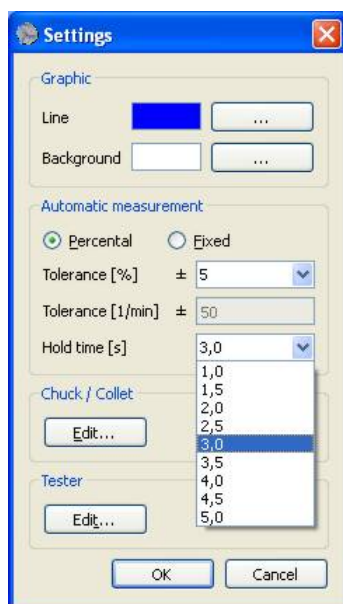 Settings
Graphic
Line ...
Background ...
Automatic measurement
Percental Fixed
Tolerance [%] ± 5
Tolerance [1/min] ± 50
Hold time [s] 3,0
1,0
1,5
2,0
2,5
3,0
3,5
4,0
4,5
5,0
Chuck / Collet
Edit...
Tester
Edit...
OK Cancel